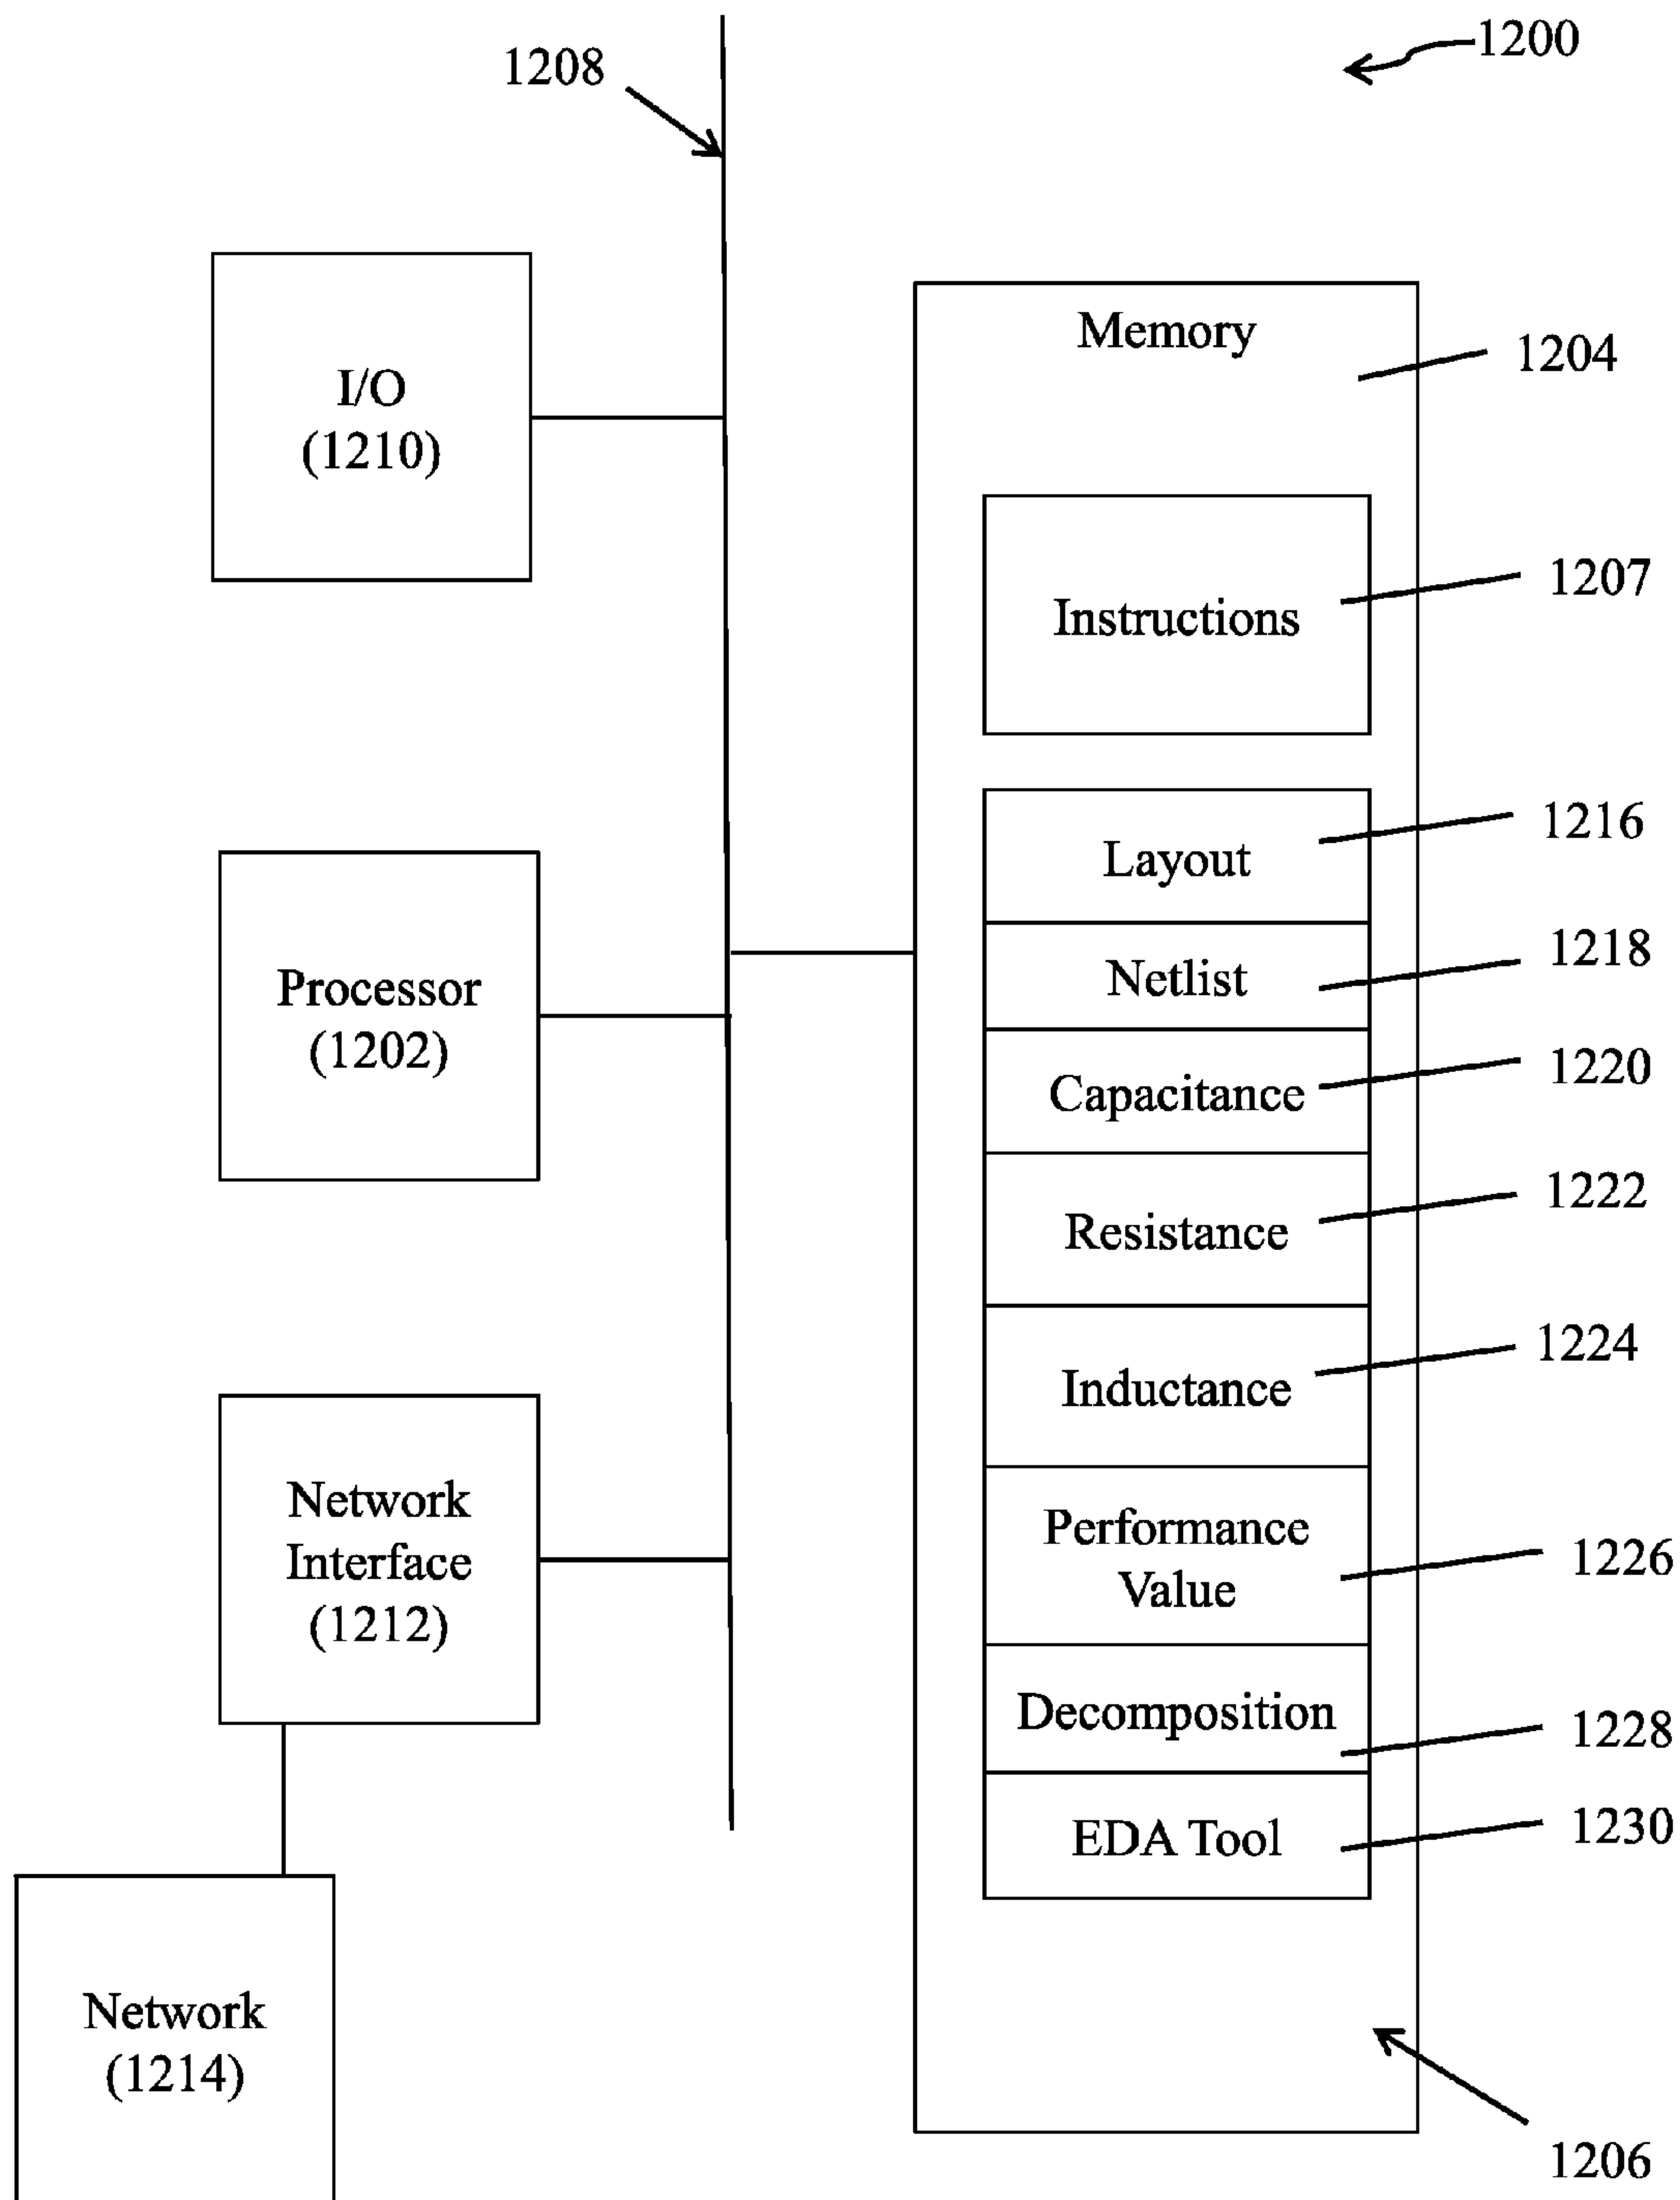 1200
1208
Memory
1204
I/O
(1210)
1207
Instructions
1216
Layout
1218
Netlist
Processor
(1202)
1220
Capacitance
1222
Resistance
1224
Inductance
Network
Interface
(1212)
Performance
Value
1226
Decomposition
1228
EDA Tool
1230
Network
(1214)
1206